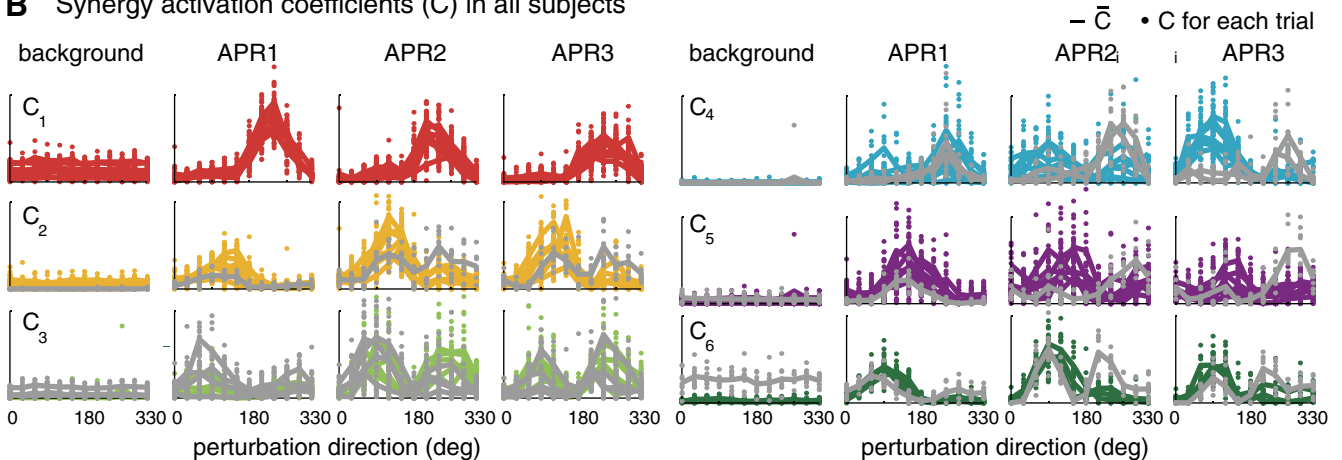 B Synergy activation coefficients (C) in all subjects
– C̄ • C for each trial
background APR1 APR2 APR3 background APR1 APR2i i APR3
C1
C4
C2
C5
C3
C6
0 180 330 0 180 330 0 180 330 0 180 330 0 180 330 0 180 330 0 180 330 0 180 330
perturbation direction (deg) perturbation direction (deg)